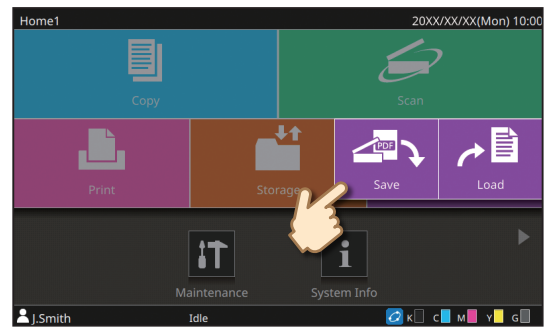 Home1 20XX/XX/XX(Mon) 10:00
Copy Scan
PDF
Print Storage Save Load
Maintenance System Info
J.Smith Idle K C M Y G